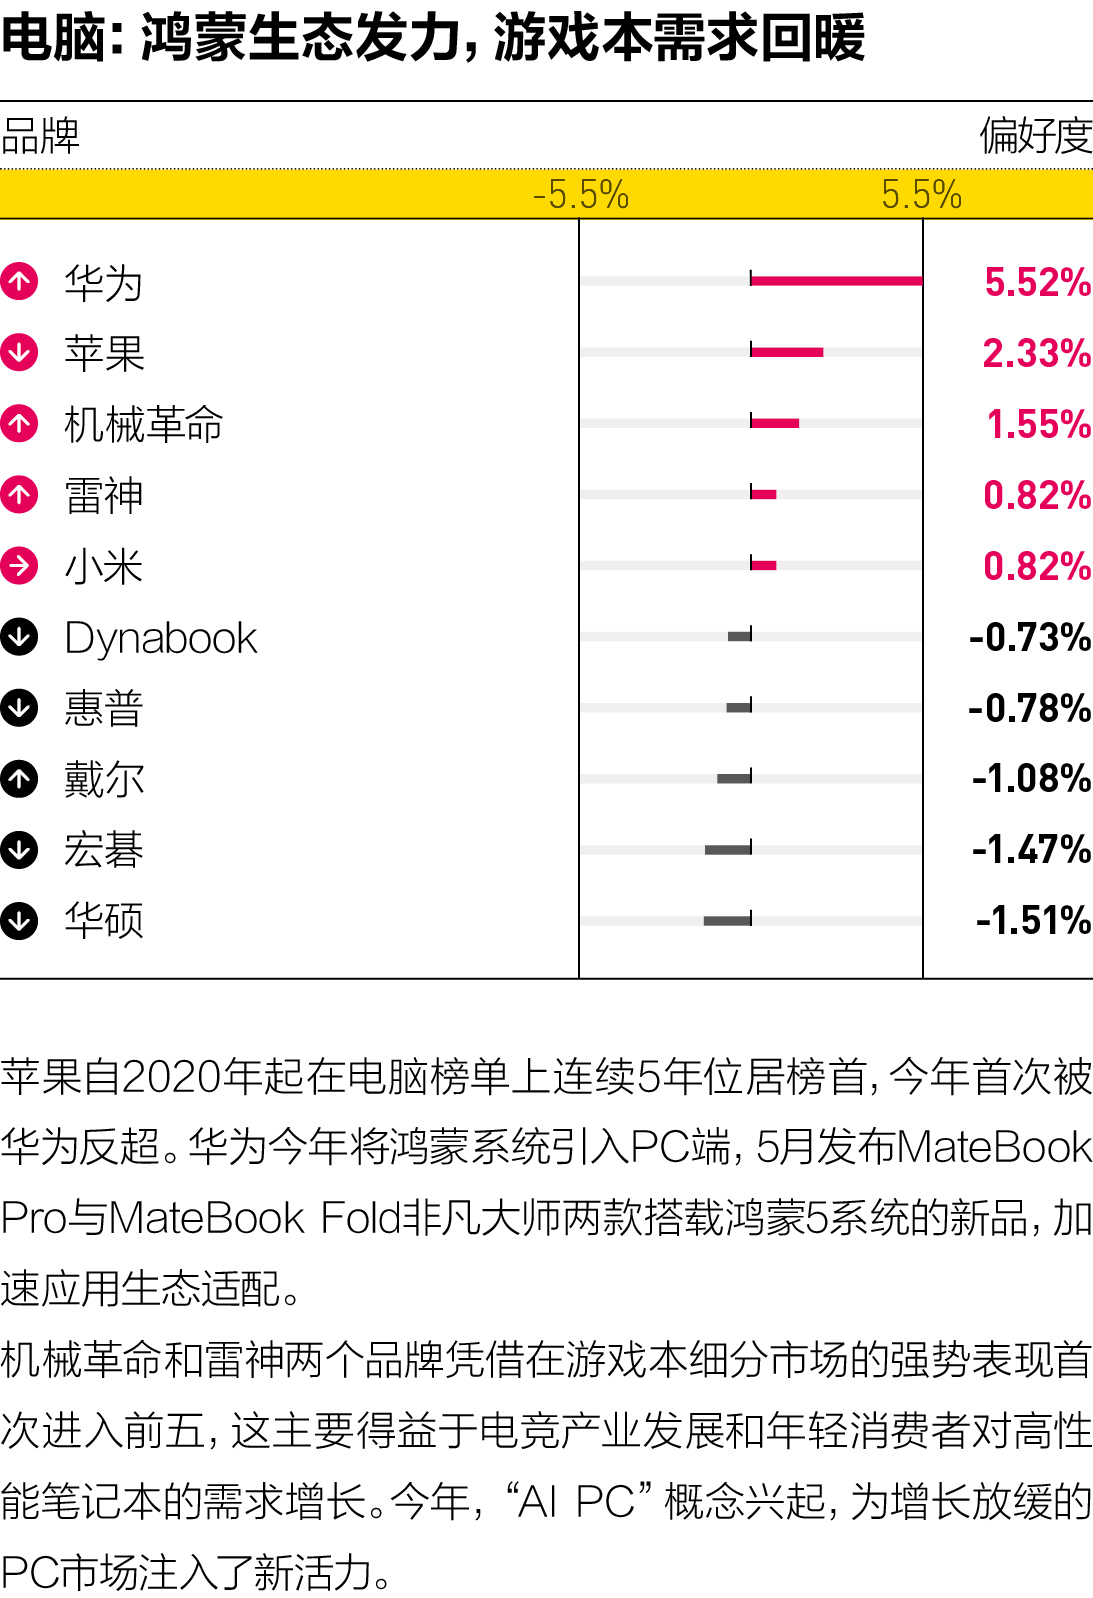 电脑：鸿蒙生态发力，游戏本需求回暖
品牌 偏好度
-5.5% 5.5%
华为 5.52%
苹果 2.33%
机械革命 1.55%
雷神 0.82%
小米 0.82%
Dynabook -0.73%
惠普 -0.78%
戴尔 -1.08%
宏碁 -1.47%
华硕 -1.51%
苹果自2020年起在电脑榜单上连续5年位居榜首，今年首次被
华为反超。华为今年将鸿蒙系统引入PC端，5月发布MateBook
Pro与MateBook Fold非凡大师两款搭载鸿蒙5系统的新品，加
速应用生态适配。
机械革命和雷神两个品牌凭借在游戏本细分市场的强势表现首
次进入前五，这主要得益于电竞产业发展和年轻消费者对高性
能笔记本的需求增长。今年，“AI PC”概念兴起，为增长放缓的
PC市场注入了新活力。